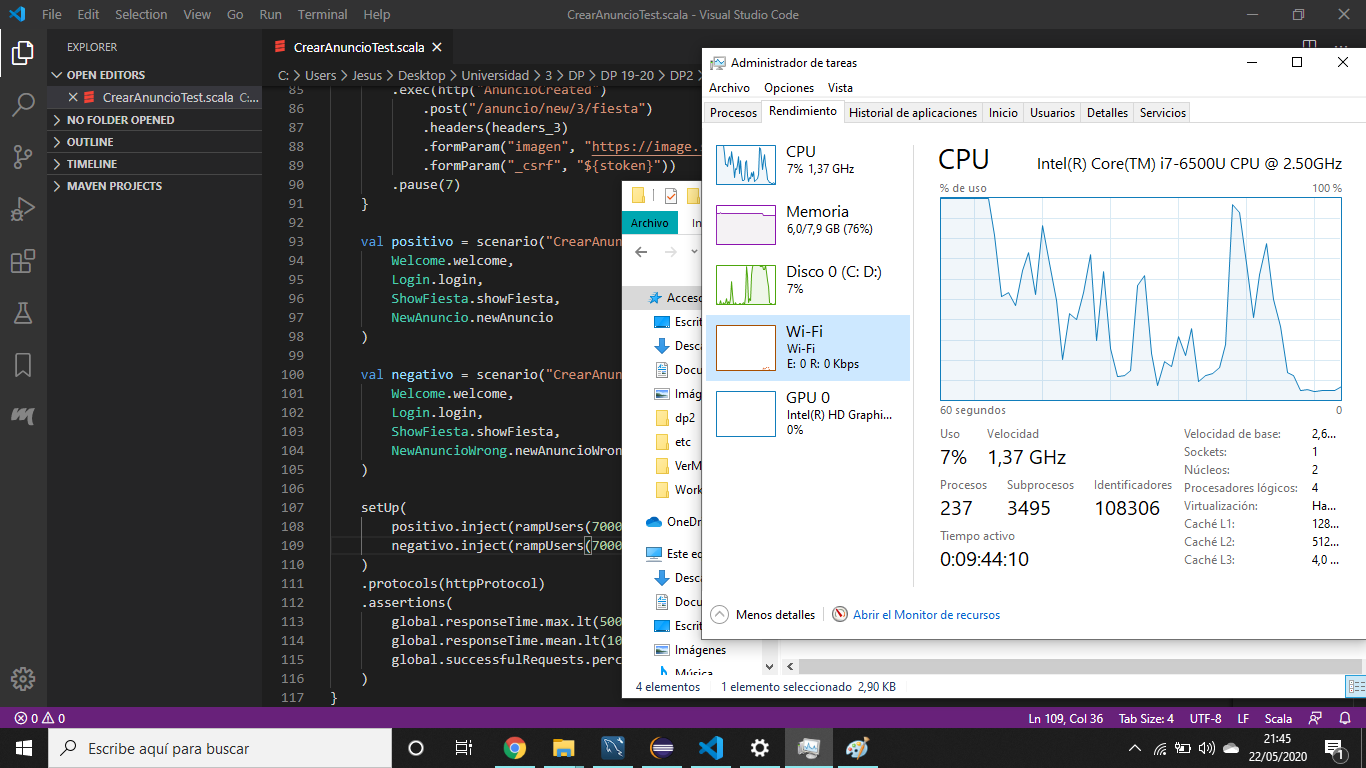 File Edit Selection View Go Run Terminal Help CrearAnuncioTest.scala - Visual Studio Code
EXPLORER
OPEN EDITORS
CrearAnuncioTest.scala C:...
NO FOLDER OPENED
OUTLINE
TIMELINE
MAVEN PROJECTS
CrearAnuncioTest.scala
C: > Users > Jesus > Desktop > Universidad > 3 > DP > DP 19-20 > DP2 >
85 .exec(http("AnuncioCreated")
86 .post("/anuncio/new/3/fiesta")
87 .headers(headers_3)
88 .formParam("imagen", "https://image.
89 .formParam("_csrf", "${stoken}"))
90 .pause(7)
91 }
92
93 val positivo = scenario("CrearAnun
94 Welcome.welcome,
95 Login.login,
96 ShowFiesta.showFiesta,
97 NewAnuncio.newAnuncio
98 )
99
100 val negativo = scenario("CrearAnun
101 Welcome.welcome,
102 Login.login,
103 ShowFiesta.showFiesta,
104 NewAnuncioWrong.newAnuncioWron
105 )
106
107 setUp(
108 positivo.inject(rampUsers(7000
109 negativo.inject(rampUsers(7000
110 )
111 .protocols(httpProtocol)
112 .assertions(
113 global.responseTime.max.lt(500
114 global.responseTime.mean.lt(10
115 global.successfulRequests.perc
116 )
117 }
Archivo In
Acceso
Escrit
Desca
Docu
Imág
dp2
etc
VerM
Work
OneDr
Este eq
Desca
Docu
Escrit
Imágenes
Música
4 elementos 1 elemento seleccionado 2,90 KB
Administrador de tareas
Archivo Opciones Vista
Procesos Rendimiento Historial de aplicaciones Inicio Usuarios Detalles Servicios
CPU
7% 1,37 GHz
Memoria
6,0/7,9 GB (76%)
Disco 0 (C: D:)
7%
Wi-Fi
Wi-Fi
E: 0 R: 0 Kbps
GPU 0
Intel(R) HD Graphi...
0%
CPU Intel(R) Core(TM) i7-6500U CPU @ 2.50GHz
% de uso 100 %
60 segundos 0
Uso Velocidad
7% 1,37 GHz
Procesos Subprocesos Identificadores
237 3495 108306
Tiempo activo
0:09:44:10
Velocidad de base: 2,6...
Sockets: 1
Núcleos: 2
Procesadores lógicos: 4
Virtualización: Ha...
Caché L1: 128...
Caché L2: 512...
Caché L3: 4,0 ...
Menos detalles Abrir el Monitor de recursos
0 0 Ln 109, Col 36 Tab Size: 4 UTF-8 LF Scala
Escribe aquí para buscar
21:45
22/05/2020
1